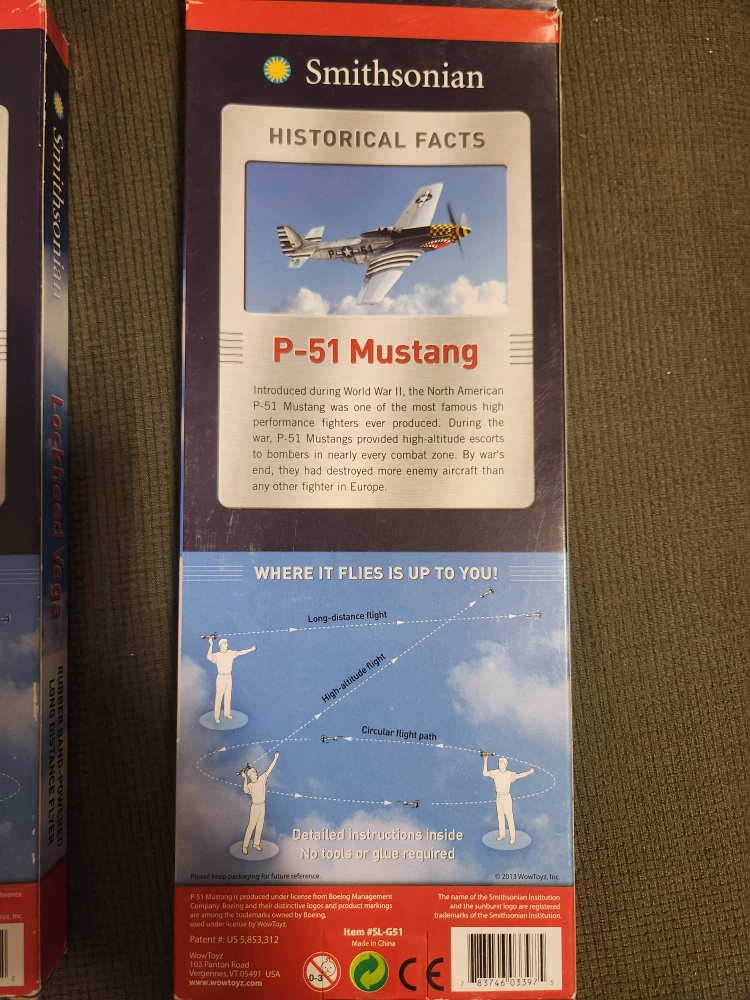 Smithsonian
HISTORICAL FACTS
P-51 Mustang
Introduced during World War II, the North American
P-51 Mustang was one of the most famous high
performance fighters ever produced. During the
war, P-51 Mustangs provided high-altitude escorts
to bombers in nearly every combat zone. By war's
end, they had destroyed more enemy aircraft than
any other fighter in Europe.
WHERE IT FLIES IS UP TO YOU!
Long-distance flight
High-altitude flight
Circular flight path
Detailed instructions inside
No tools or glue required
Please keep packaging for future reference.
© 2013 WowToyz, Inc.
P-51 Mustang is produced under license from Boeing Management
Company. Boeing and their distinctive logos and product markings
are among the trademarks owned by Boeing,
used under license by WowToyz.
Patent #: US 5,853,312
WowToyz
103 Panton Road
Vergennes, VT 05491 USA
www.wowtoyz.com
Item #SL-G51
Made in China
0-3
CE
The name of the Smithsonian Institution
and the sunburst logo are registered
trademarks of the Smithsonian Institution.
7 83746 03397 5
Smithsonian
Lockheed Vega
RUBBER BAND-POWERED
LONG DISTANCE FLYER